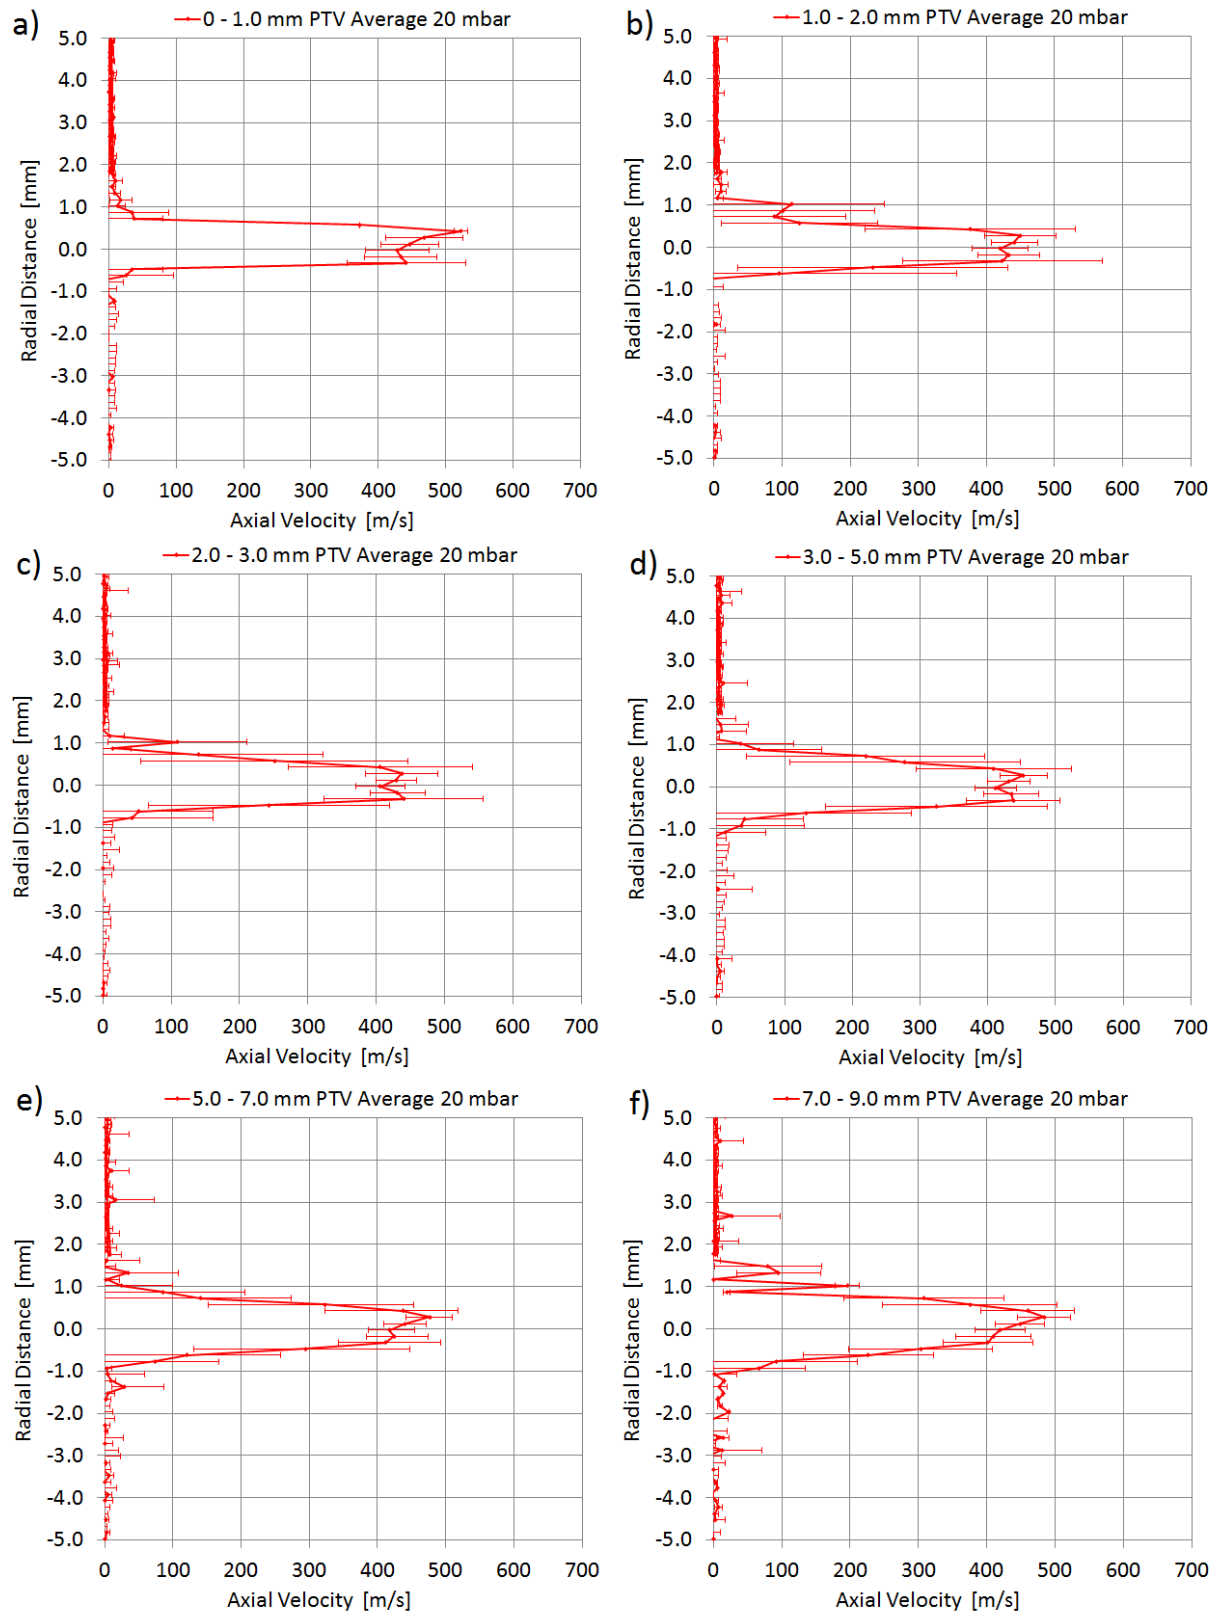 a)
0 - 1.0 mm PTV Average 20 mbar
5.0
4.0
3.0
2.0
1.0
0.0
-1.0
-2.0
-3.0
-4.0
-5.0
Radial Distance [mm]
0 100 200 300 400 500 600 700
Axial Velocity [m/s]
b)
1.0 - 2.0 mm PTV Average 20 mbar
5.0
4.0
3.0
2.0
1.0
0.0
-1.0
-2.0
-3.0
-4.0
-5.0
Radial Distance [mm]
0 100 200 300 400 500 600 700
Axial Velocity [m/s]
c)
2.0 - 3.0 mm PTV Average 20 mbar
5.0
4.0
3.0
2.0
1.0
0.0
-1.0
-2.0
-3.0
-4.0
-5.0
Radial Distance [mm]
0 100 200 300 400 500 600 700
Axial Velocity [m/s]
d)
3.0 - 5.0 mm PTV Average 20 mbar
5.0
4.0
3.0
2.0
1.0
0.0
-1.0
-2.0
-3.0
-4.0
-5.0
Radial Distance [mm]
0 100 200 300 400 500 600 700
Axial Velocity [m/s]
e)
5.0 - 7.0 mm PTV Average 20 mbar
5.0
4.0
3.0
2.0
1.0
0.0
-1.0
-2.0
-3.0
-4.0
-5.0
Radial Distance [mm]
0 100 200 300 400 500 600 700
Axial Velocity [m/s]
f)
7.0 - 9.0 mm PTV Average 20 mbar
5.0
4.0
3.0
2.0
1.0
0.0
-1.0
-2.0
-3.0
-4.0
-5.0
Radial Distance [mm]
0 100 200 300 400 500 600 700
Axial Velocity [m/s]